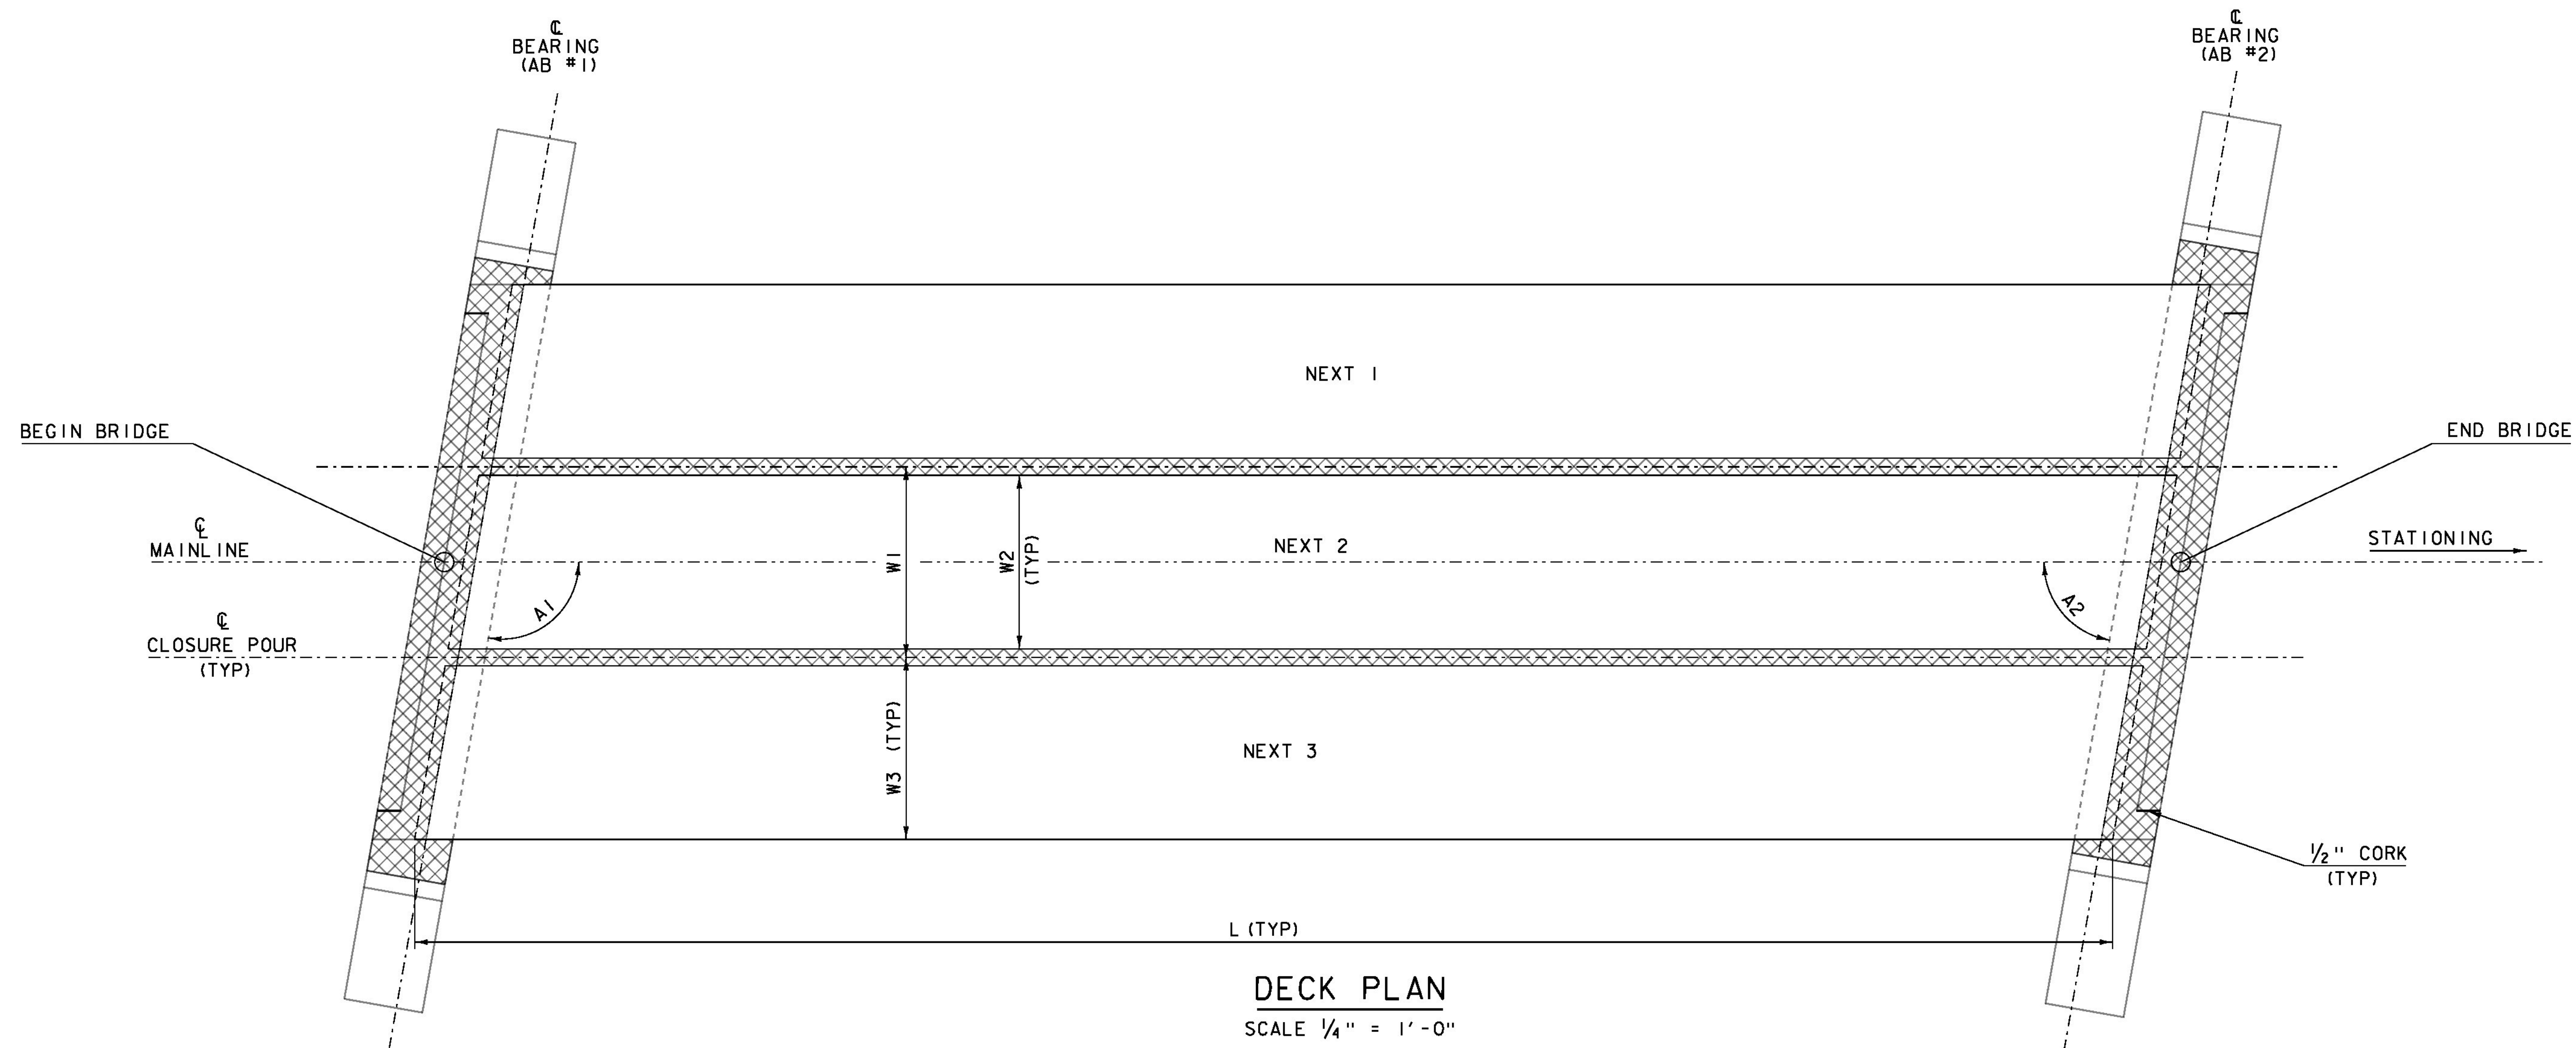 ℄
BEARING
(AB #1)
℄
BEARING
(AB #2)
NEXT 1
BEGIN BRIDGE
END BRIDGE
℄
MAINLINE
NEXT 2
STATIONING
W1
W2
(TYP)
A1
A2
℄
CLOSURE POUR
(TYP)
W3 (TYP)
NEXT 3
1/2" CORK
(TYP)
L (TYP)
DECK PLAN
SCALE 1/4" = 1'-0"